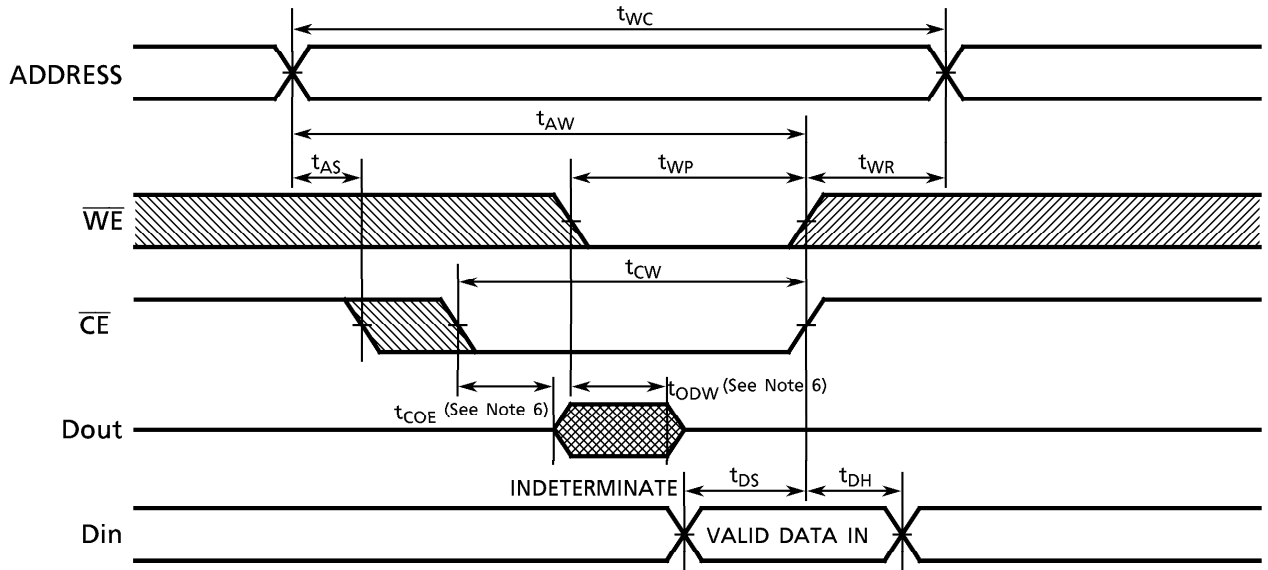 tWC
ADDRESS
tAW
tAS
tWP
tWR
WE
tCW
CE
tODW (See Note 6)
tCOE (See Note 6)
Dout
INDETERMINATE
tDS
tDH
Din
VALID DATA IN